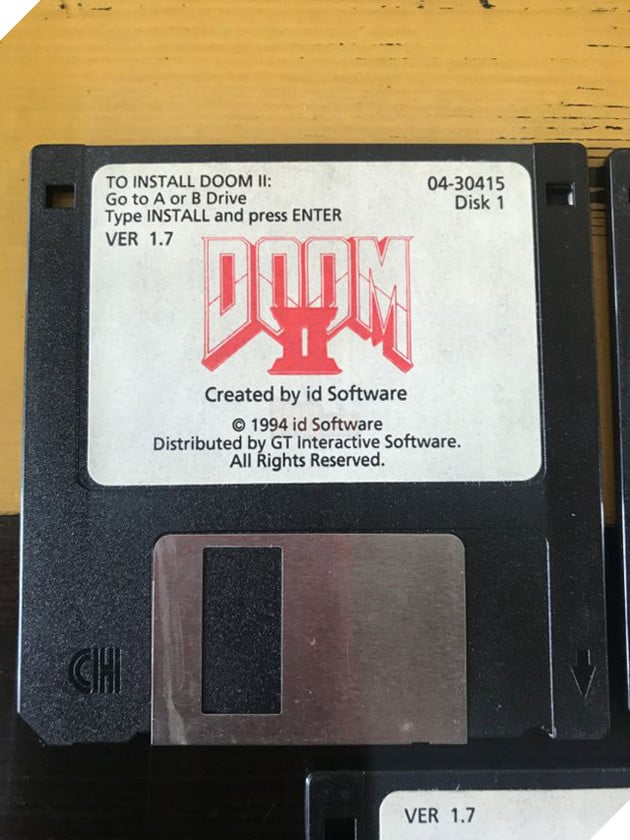 TO INSTALL DOOM II:
Go to A or B Drive
Type INSTALL and press ENTER
VER 1.7
04-30415
Disk 1
DOOM
II
Created by id Software
© 1994 id Software
Distributed by GT Interactive Software.
All Rights Reserved.
CH
VER 1.7